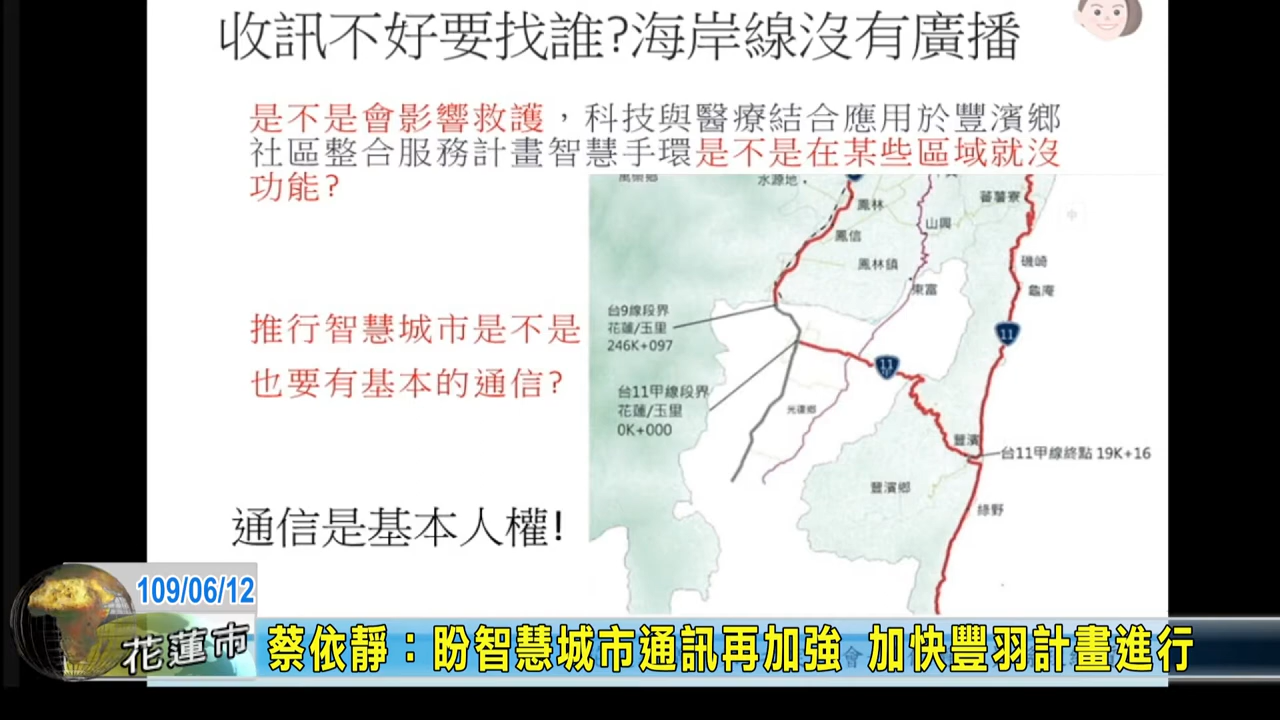 收訊不好要找誰?海岸線沒有廣播
是不是會影響救護，科技與醫療結合應用於豐濱鄉
社區整合服務計畫智慧手環是不是在某些區域就沒
功能?
推行智慧城市是不是
也要有基本的通信?
通信是基本人權!
水源地
鳳林
蕃薯寮
山興
鳳信
鳳林鎮
磯崎
東富
龜庵
台9線段界
花蓮/玉里
246K+097
11
11
台11甲線段界
花蓮/玉里
0K+000
光復鄉
豐濱
台11甲線終點 19K+16
豐濱鄉
綠野
109/06/12
花蓮市
蔡依靜：盼智慧城市通訊再加強 加快豐羽計畫進行